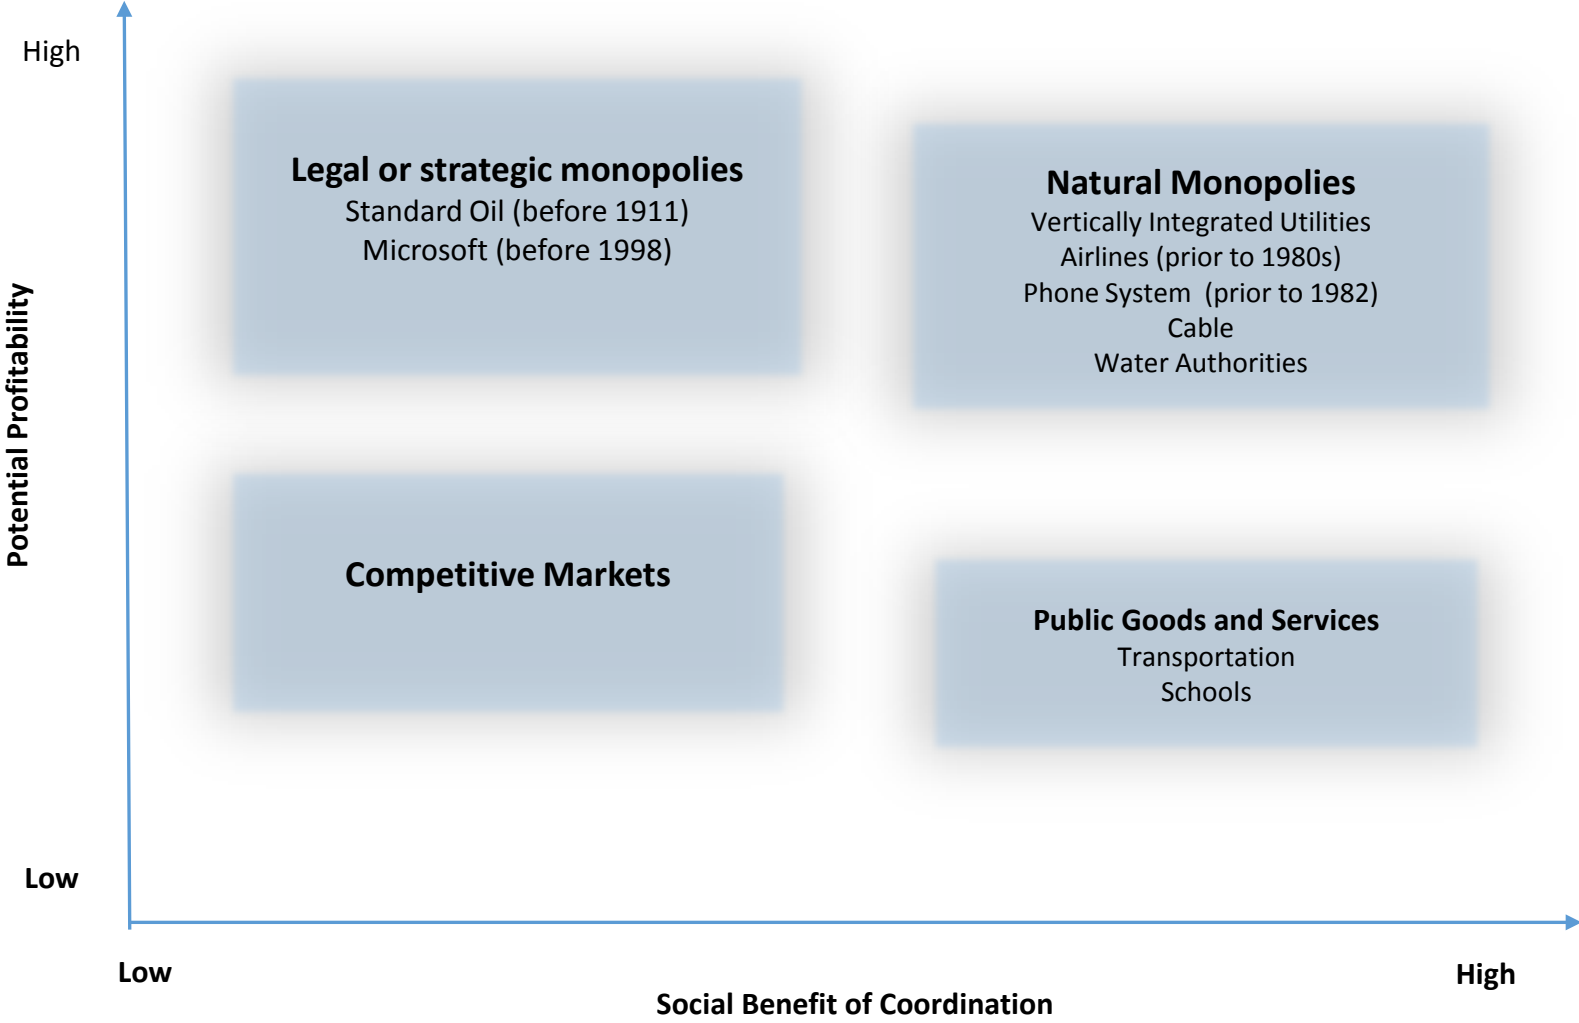 High
Legal or strategic monopolies
Standard Oil (before 1911)
Microsoft (before 1998)
Natural Monopolies
Vertically Integrated Utilities
Airlines (prior to 1980s)
Phone System  (prior to 1982)
Cable
Water Authorities
Potential Profitability
Competitive Markets
Public Goods and Services
Transportation
Schools
Low
Low
High
Social Benefit of Coordination